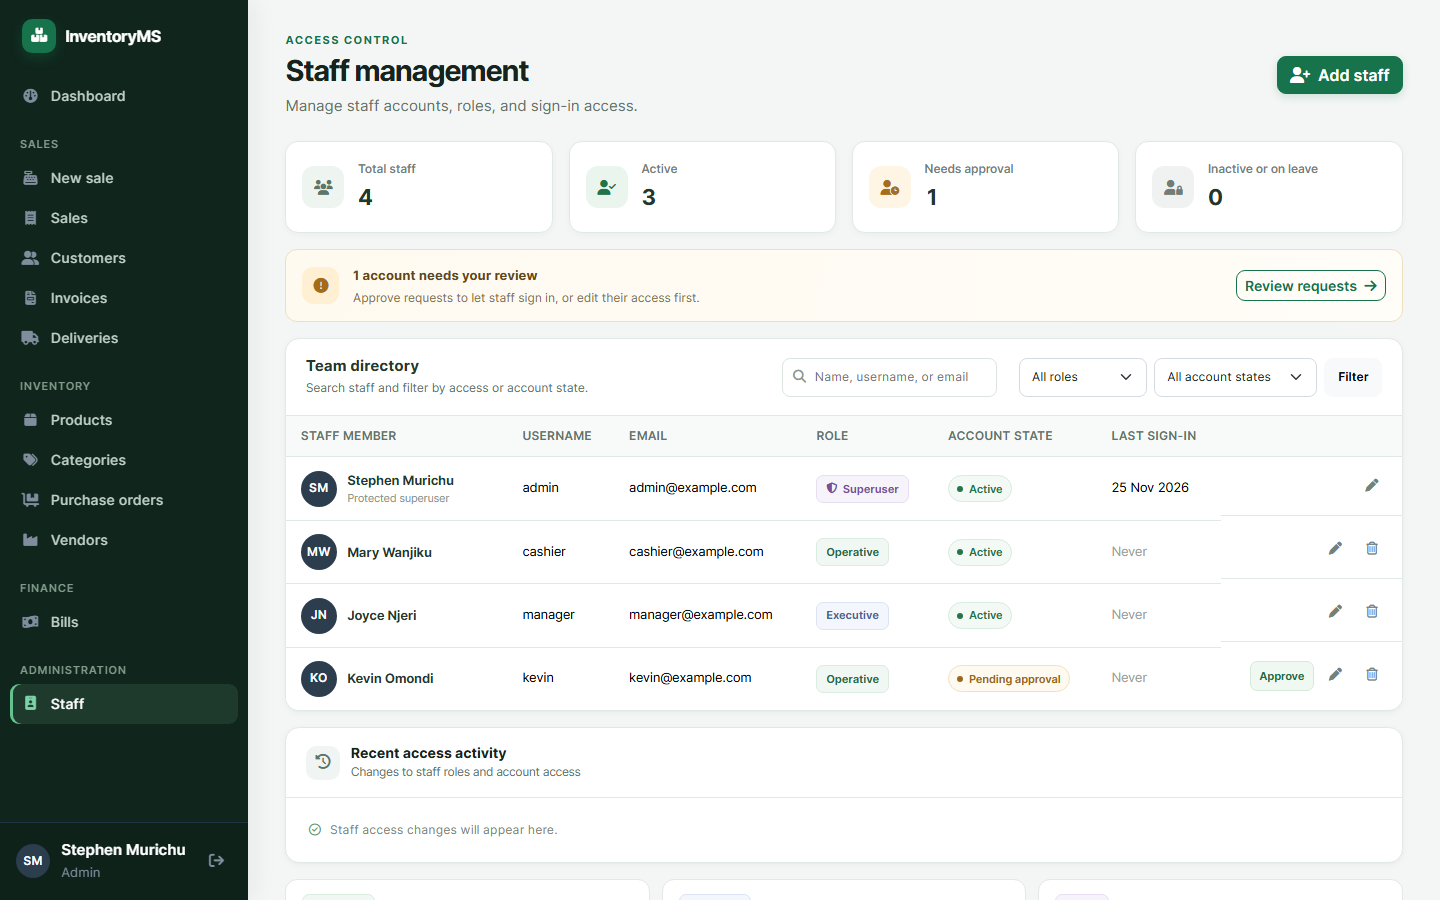 InventoryMS
Dashboard
SALES
New sale
Sales
Customers
Invoices
Deliveries
INVENTORY
Products
Categories
Purchase orders
Vendors
FINANCE
Bills
ADMINISTRATION
Staff
SM
Stephen Murichu
Admin
ACCESS CONTROL
Staff management
Manage staff accounts, roles, and sign-in access.
Add staff
Total staff
4
Active
3
Needs approval
1
Inactive or on leave
0
1 account needs your review
Approve requests to let staff sign in, or edit their access first.
Review requests
Team directory
Search staff and filter by access or account state.
Name, username, or email
All roles
All account states
Filter
STAFF MEMBER USERNAME EMAIL ROLE ACCOUNT STATE LAST SIGN-IN
SM Stephen Murichu admin admin@example.com Superuser Active 25 Nov 2026
Protected superuser
MW Mary Wanjiku cashier cashier@example.com Operative Active Never
JN Joyce Njeri manager manager@example.com Executive Active Never
KO Kevin Omondi kevin kevin@example.com Operative Pending approval Never Approve
Recent access activity
Changes to staff roles and account access
Staff access changes will appear here.